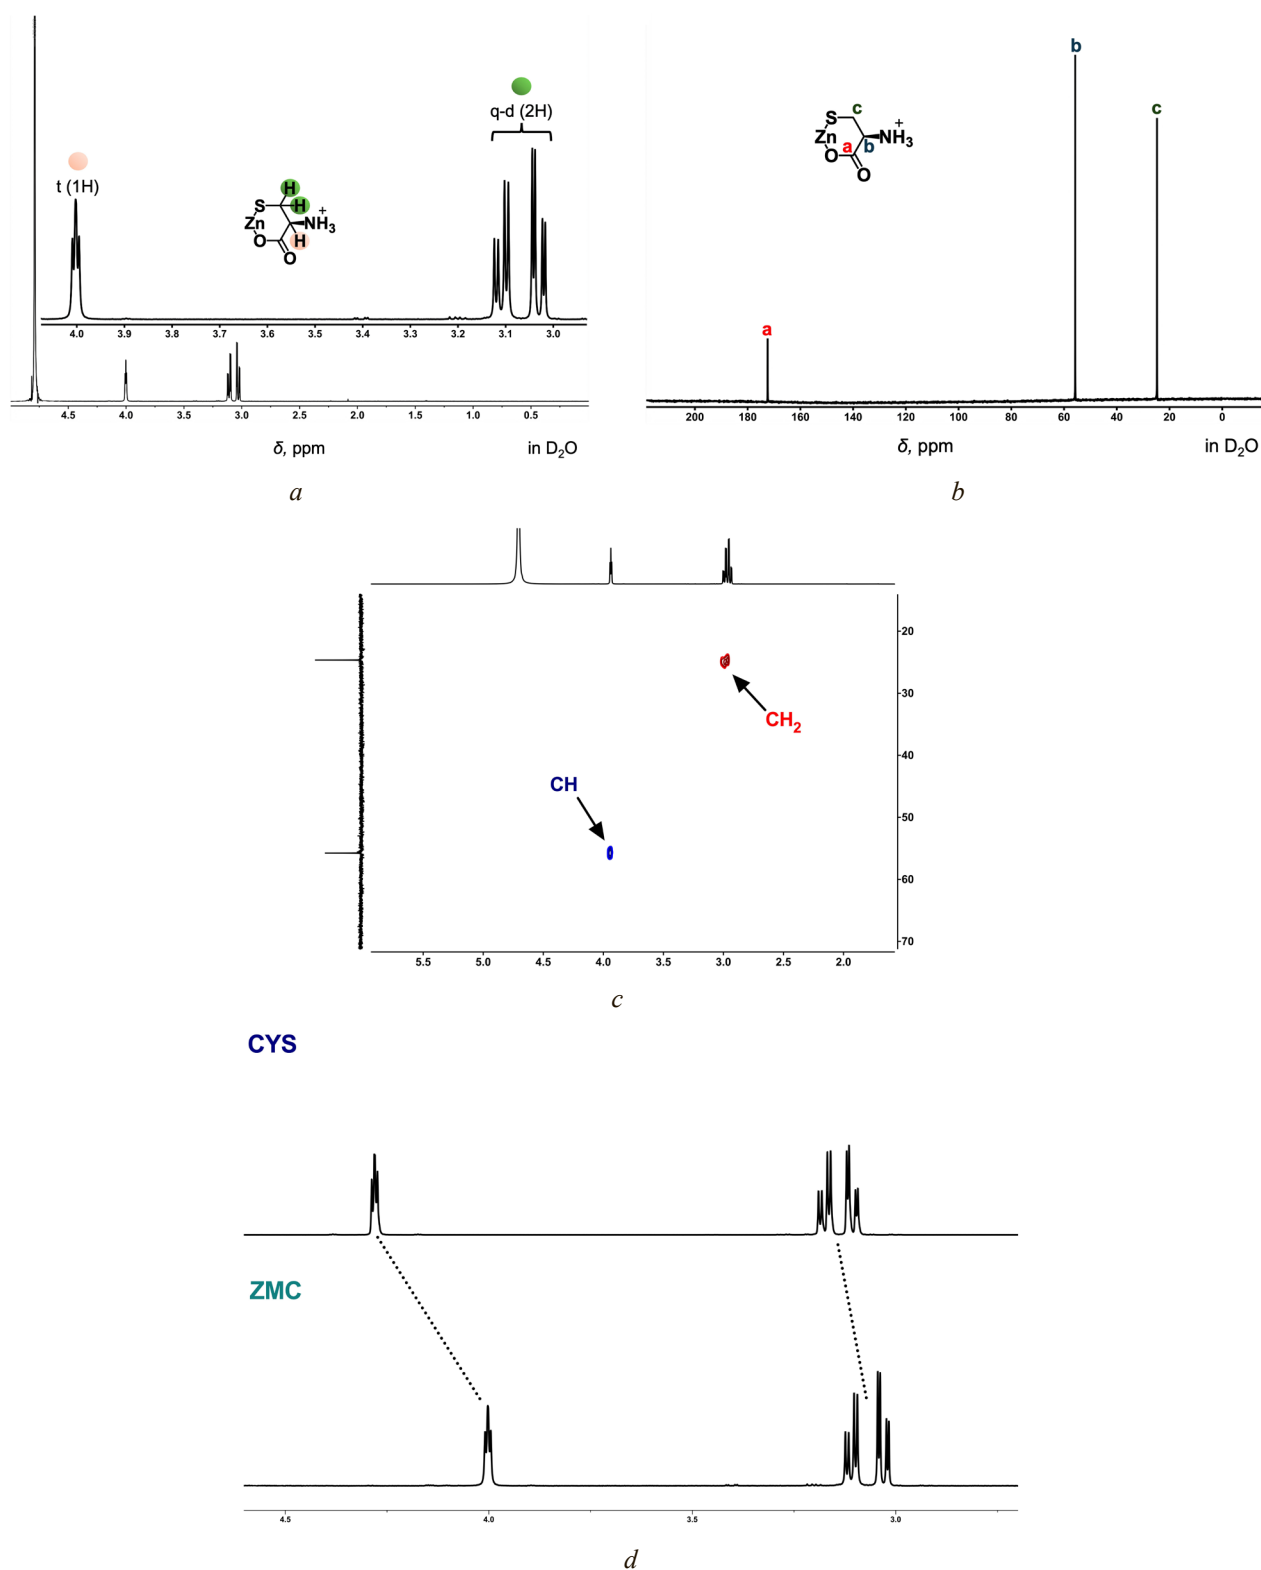 q-d (2H)
t (1H)
H
S H
Zn NH3 +
O H
O
4.0 3.9 3.8 3.7 3.6 3.5 3.4 3.3 3.2 3.1 3.0
4.5 3.5 3.0 2.5 2.0 1.5 1.0 0.5
δ, ppm in D2O
a
b
c
c
S
+
Zn a b NH3
O
O
a
200 180 160 140 120 100 80 60 40 20 0
δ, ppm in D2O
b
20
30
CH2
40
CH
50
60
70
5.5 5.0 4.5 4.0 3.5 3.0 2.5 2.0
c
CYS
ZMC
4.5 4.0 3.5 3.0
d